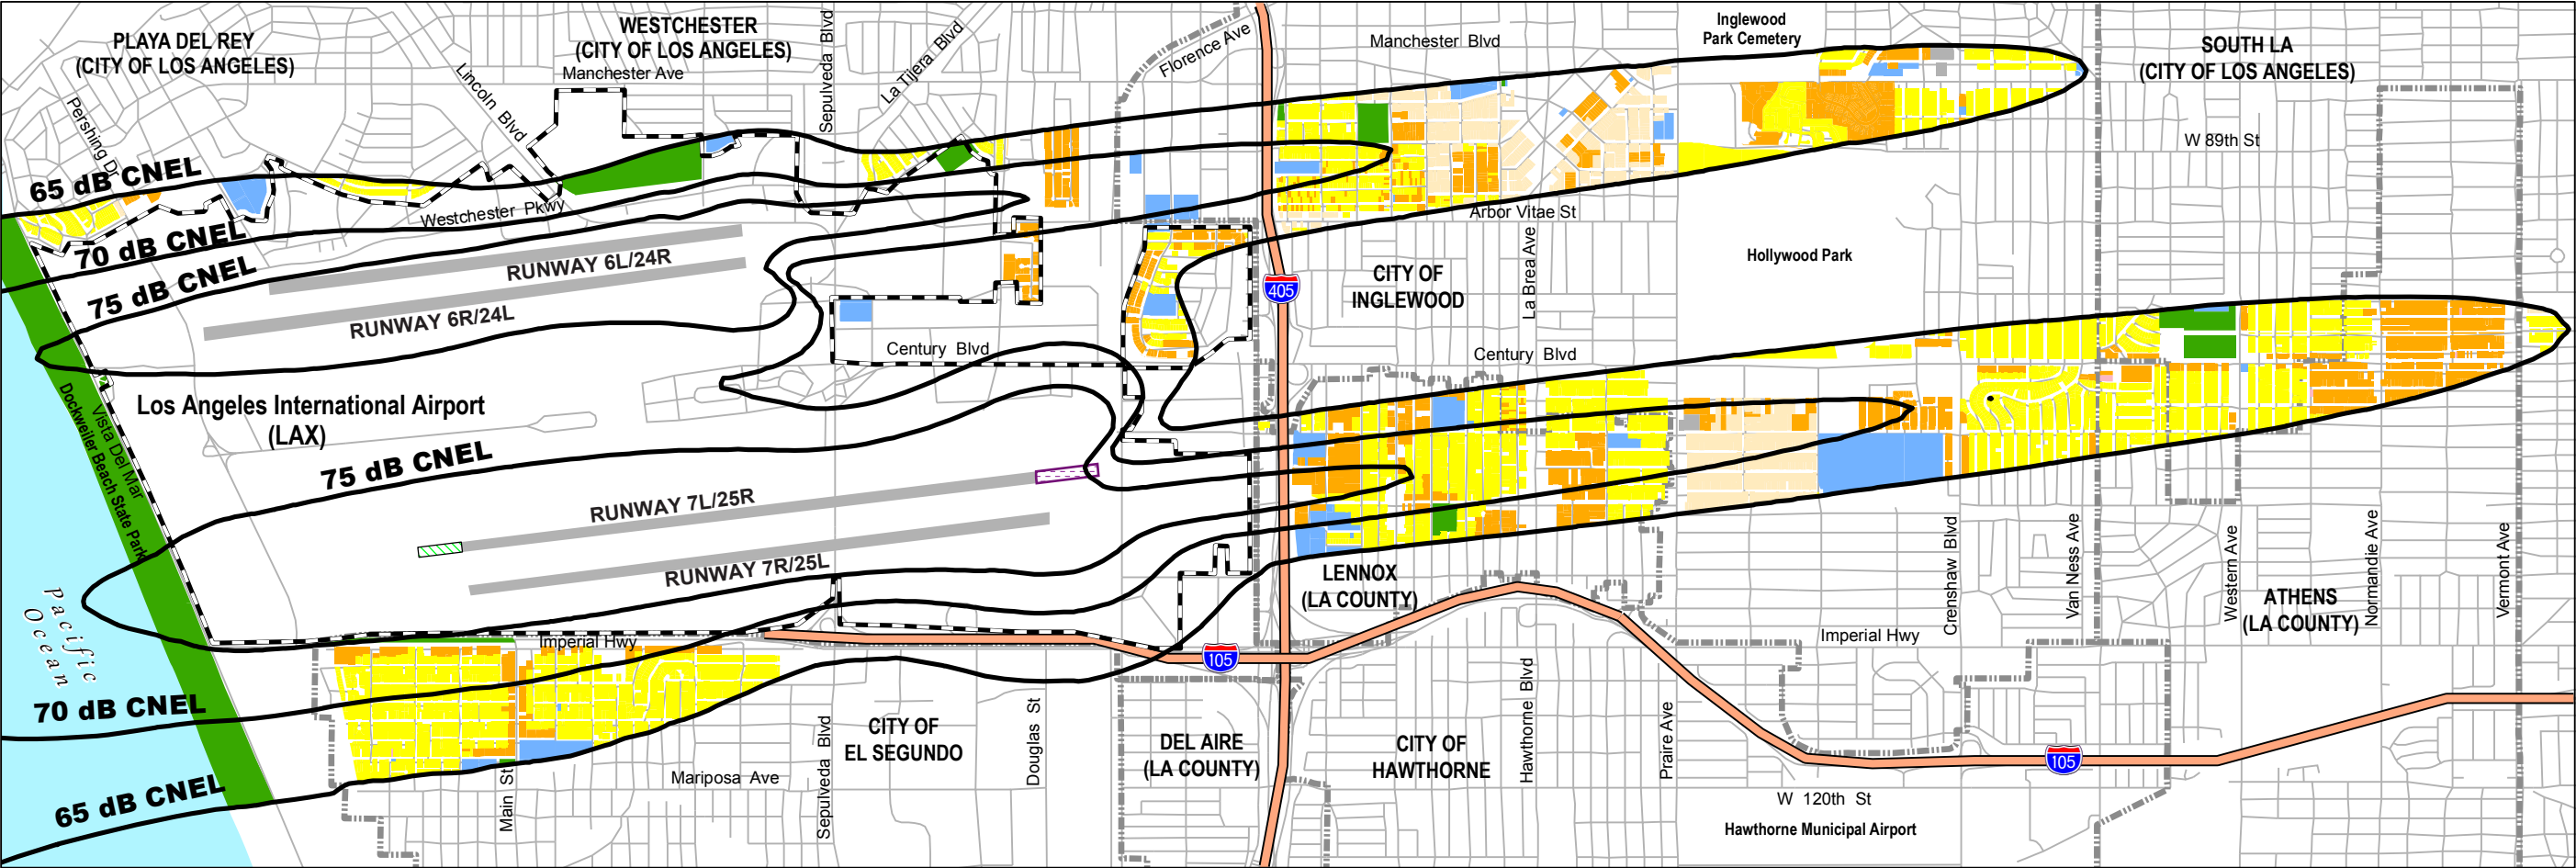 PLAYA DEL REY
(CITY OF LOS ANGELES)
WESTCHESTER
(CITY OF LOS ANGELES)
Manchester Ave
Sepulveda Blvd
La Tijera Blvd
Lincoln Blvd
Pershing Dr
Florence Ave
Manchester Blvd
Inglewood
Park Cemetery
SOUTH LA
(CITY OF LOS ANGELES)
W 89th St
65 dB CNEL
70 dB CNEL
75 dB CNEL
Westchester Pkwy
RUNWAY 6L/24R
RUNWAY 6R/24L
Arbor Vitae St
La Brea Ave
Hollywood Park
CITY OF
INGLEWOOD
405
Century Blvd
Century Blvd
Los Angeles International Airport
(LAX)
Vista Del Mar
Dockweiler Beach State Park
75 dB CNEL
RUNWAY 7L/25R
RUNWAY 7R/25L
Pacific
Ocean
LENNOX
(LA COUNTY)
Crenshaw Blvd
Van Ness Ave
Western Ave
Normandie Ave
Vermont Ave
ATHENS
(LA COUNTY)
Imperial Hwy
Imperial Hwy
105
70 dB CNEL
65 dB CNEL
Main St
Mariposa Ave
Sepulveda Blvd
CITY OF
EL SEGUNDO
Douglas St
DEL AIRE
(LA COUNTY)
CITY OF
HAWTHORNE
Hawthorne Blvd
Prairie Ave
105
W 120th St
Hawthorne Municipal Airport